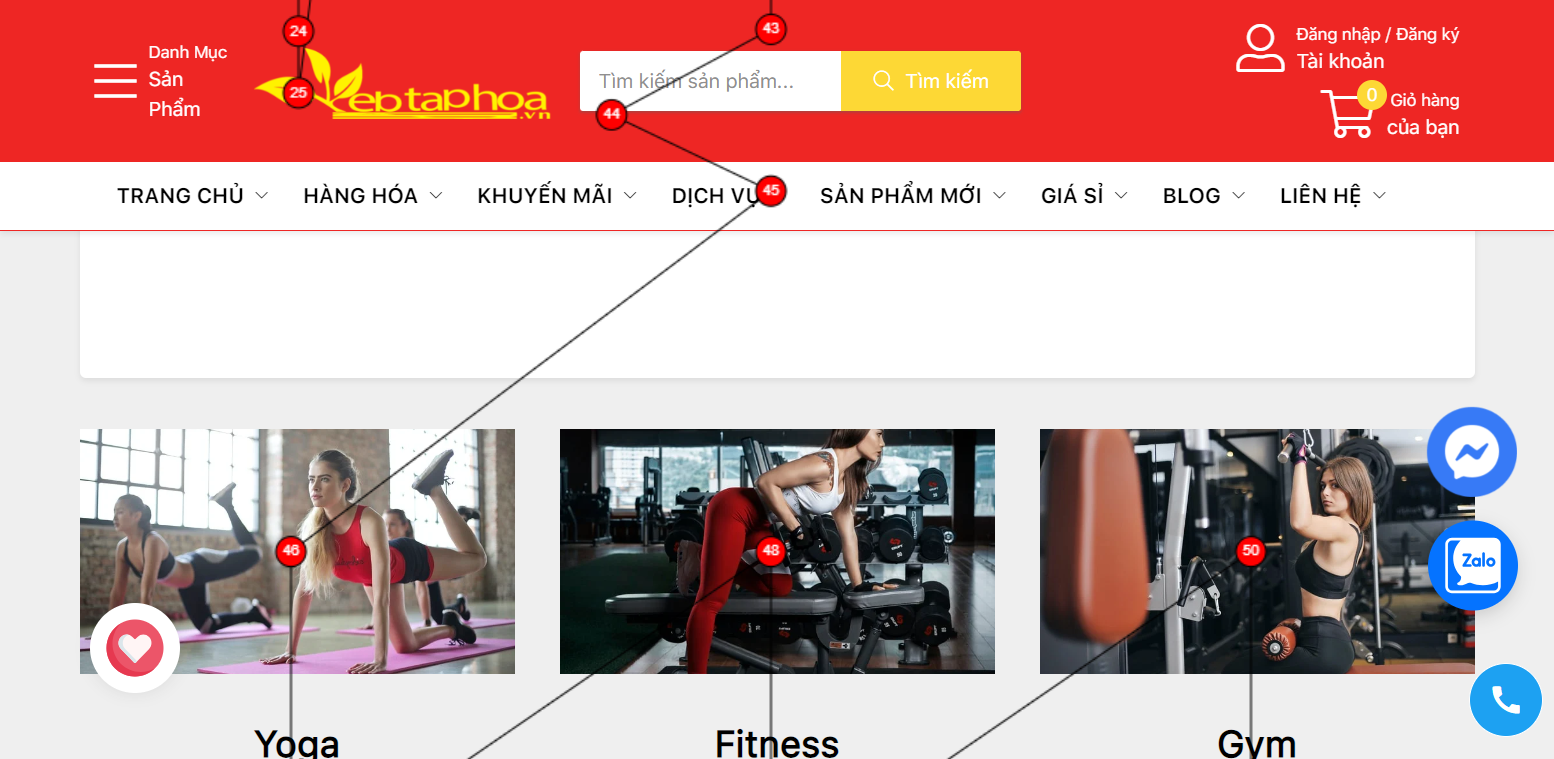 24
43
Danh Mục
Sản
Phẩm
25
eptaphoa
.vn
Tìm kiếm sản phẩm...
44
Tìm kiếm
Đăng nhập / Đăng ký
Tài khoản
0
Giỏ hàng
của bạn
TRANG CHỦ
HÀNG HÓA
KHUYẾN MÃI
DỊCH VỤ
45
SẢN PHẨM MỚI
GIÁ SỈ
BLOG
LIÊN HỆ
46
48
50
Zalo
Yoga
Fitness
Gym